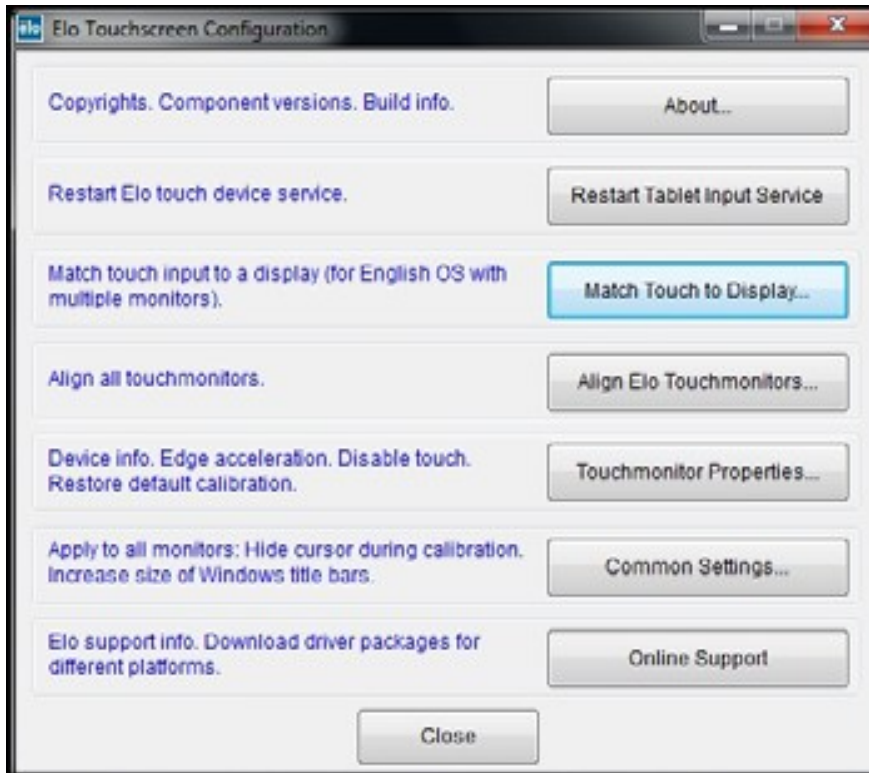 elo Elo Touchscreen Configuration
Copyrights. Component versions. Build info.
About...
Restart Elo touch device service.
Restart Tablet Input Service
Match touch input to a display (for English OS with
multiple monitors).
Match Touch to Display...
Align all touchmonitors.
Align Elo Touchmonitors...
Device info. Edge acceleration. Disable touch.
Restore default calibration.
Touchmonitor Properties...
Apply to all monitors: Hide cursor during calibration.
Increase size of Windows title bars.
Common Settings...
Elo support info. Download driver packages for
different platforms.
Online Support
Close